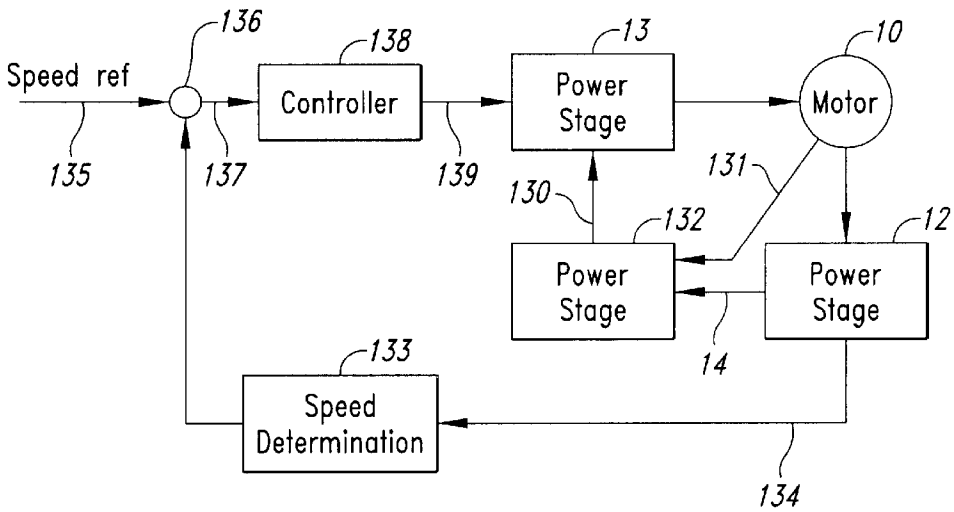 136
138
13
10
Speed ref
Controller
Power
Stage
Motor
135
137
139
131
130
132
12
Power
Stage
Power
Stage
14
133
Speed
Determination
134